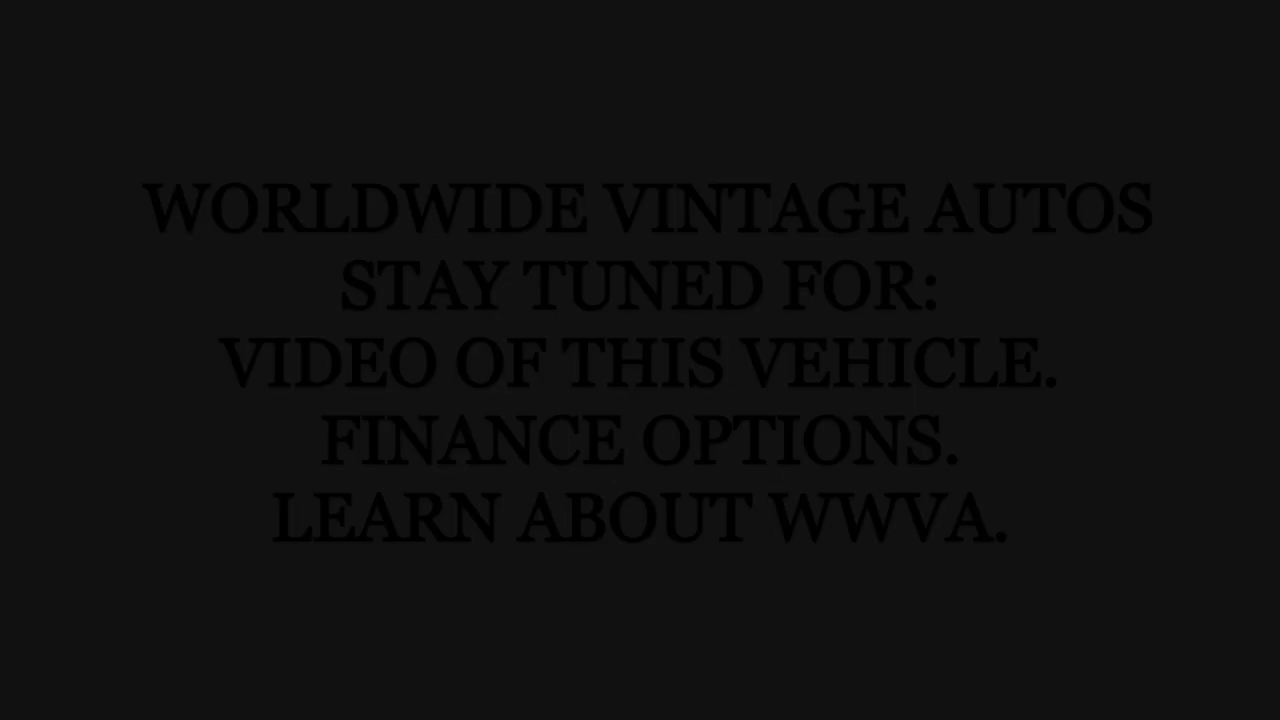 WORLDWIDE VINTAGE AUTOS
STAY TUNED FOR:
VIDEO OF THIS VEHICLE.
FINANCE OPTIONS.
LEARN ABOUT WWVA.